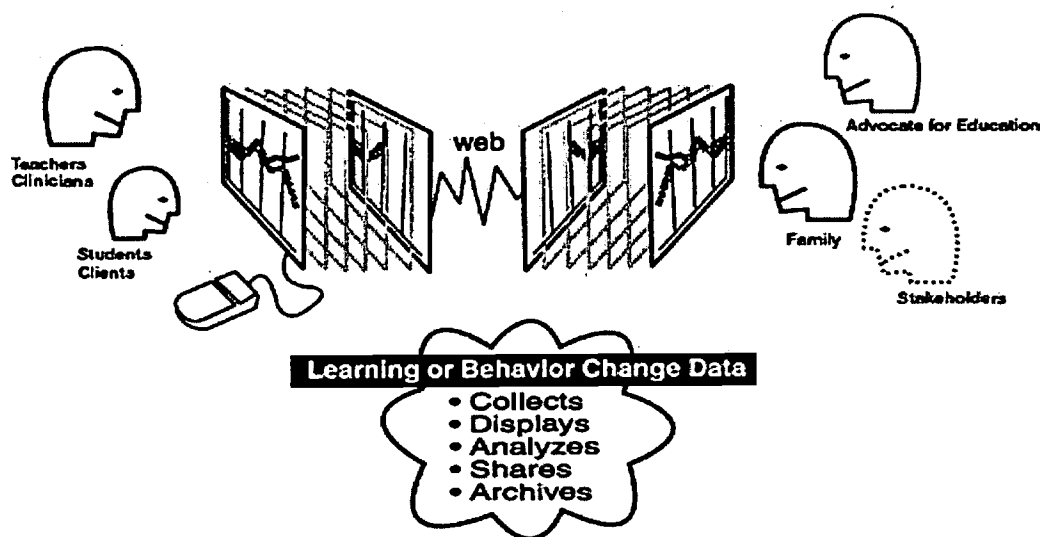 Teachers
Clinicians
Students
Clients
web
Advocate for Education
Family
Stakeholders
Learning or Behavior Change Data
• Collects
• Displays
• Analyzes
• Shares
• Archives